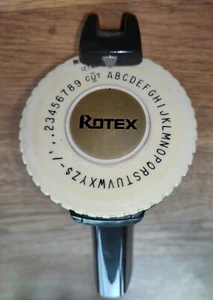 ROTEX
CUT ABCDEFGHIJKLMNOPQRSTUVWXYZ$-/'.,-23456789